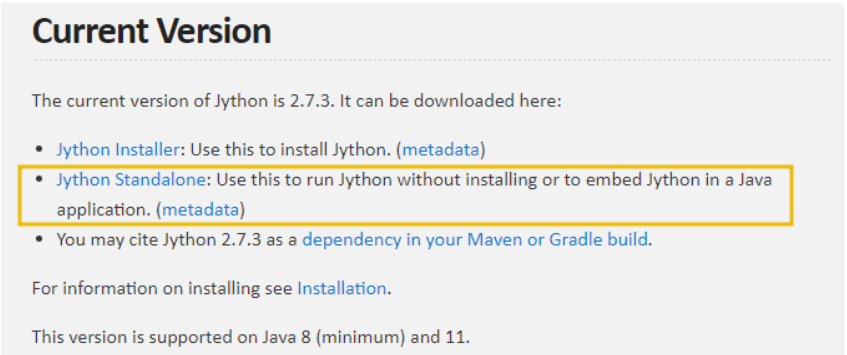 Current Version
The current version of Jython is 2.7.3. It can be downloaded here:
• Jython Installer: Use this to install Jython. (metadata)
• Jython Standalone: Use this to run Jython without installing or to embed Jython in a Java
application. (metadata)
• You may cite Jython 2.7.3 as a dependency in your Maven or Gradle build.
For information on installing see Installation.
This version is supported on Java 8 (minimum) and 11.